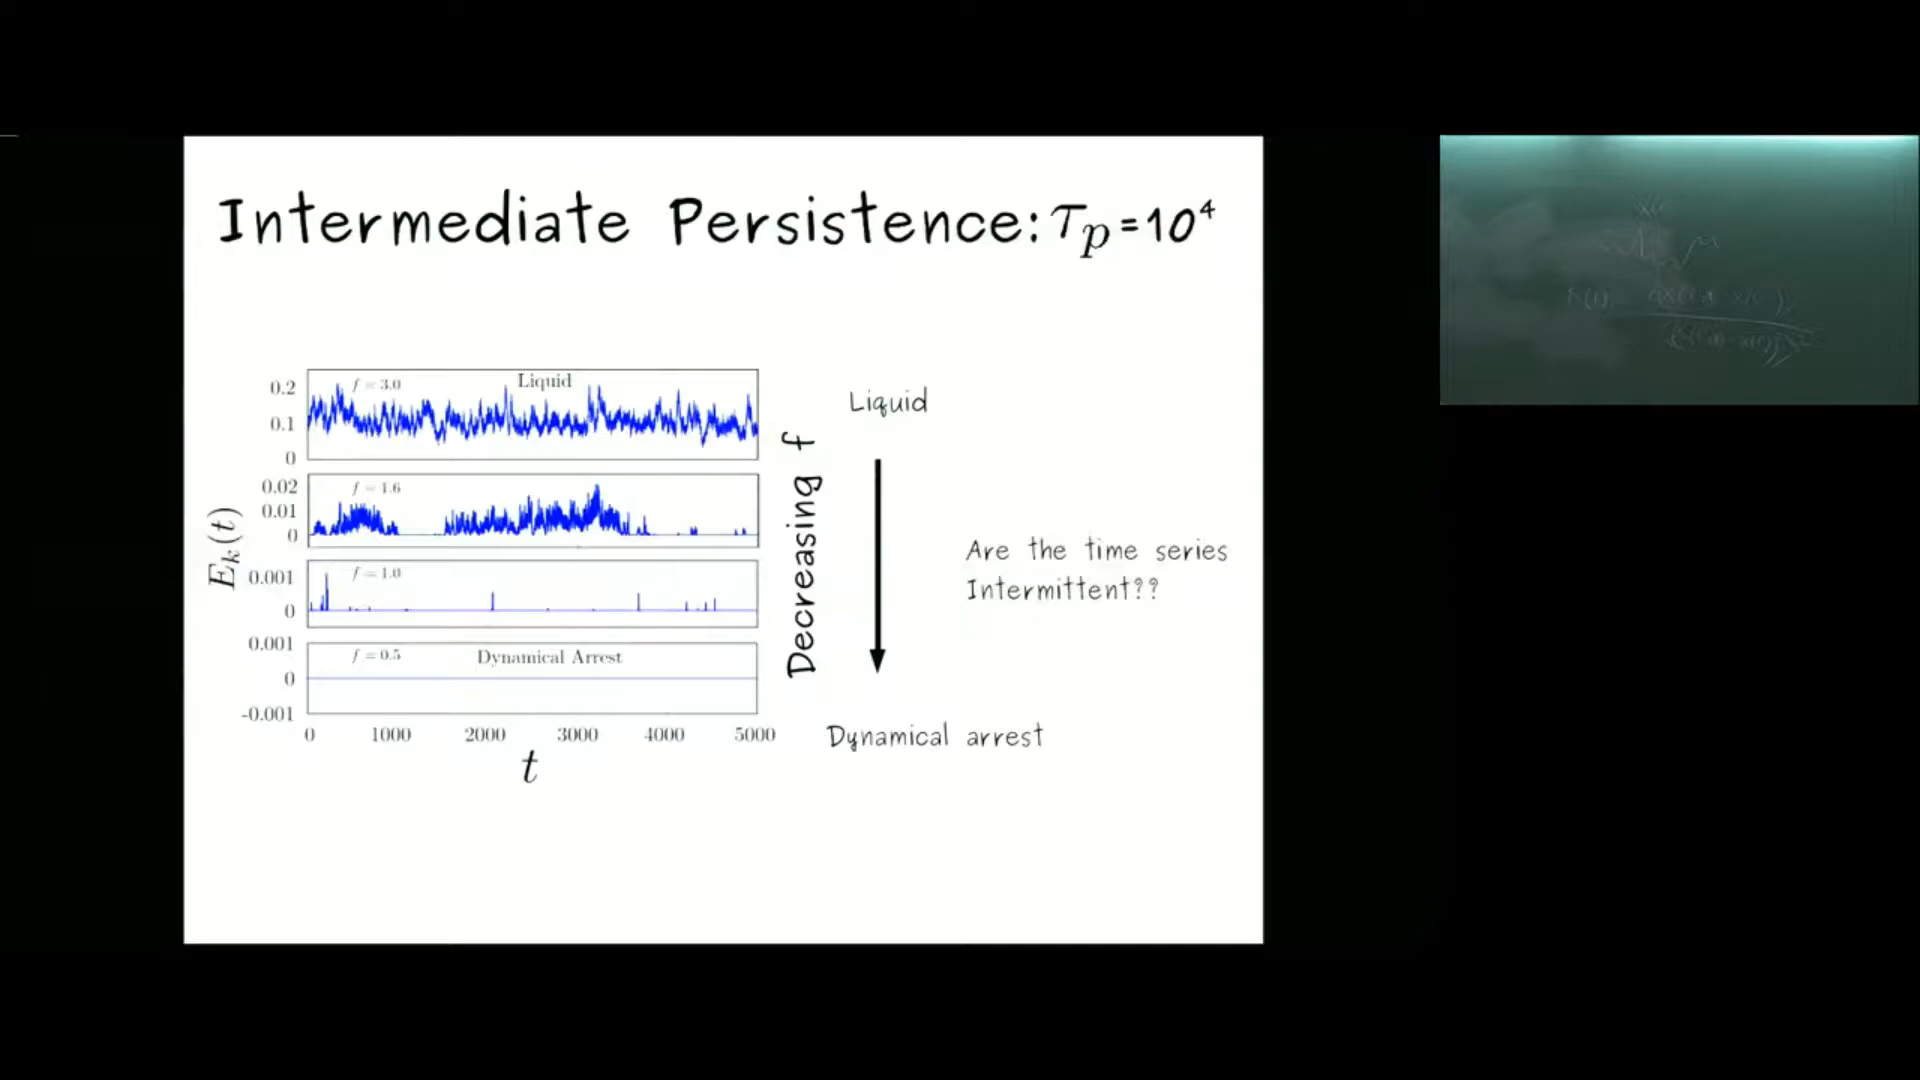 Intermediate Persistence: τₚ=10⁴
f = 3.0
Liquid
0.2
0.1
0
f = 1.6
0.02
0.01
0
f = 1.0
0.001
0
f = 0.5
Dynamical Arrest
0.001
0
-0.001
0 1000 2000 3000 4000 5000
t
Eₖ(t)
Decreasing f
Liquid
Dynamical arrest
Are the time series
Intermittent??